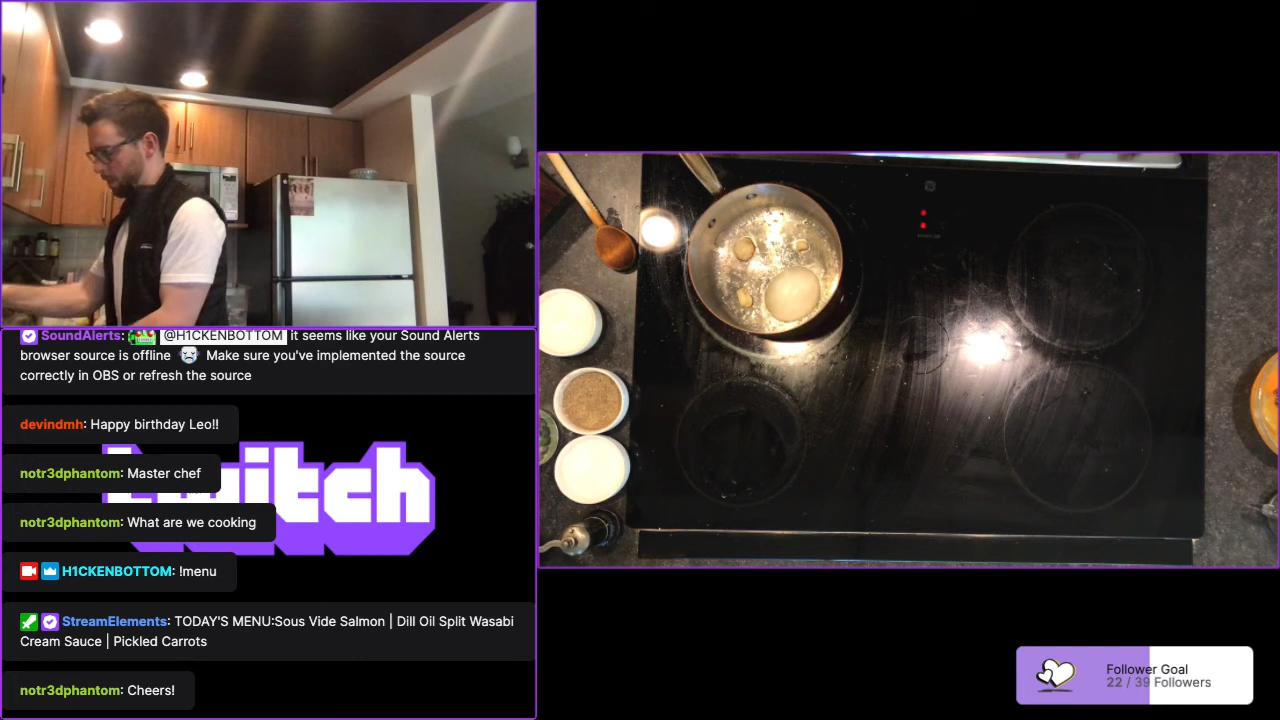 SoundAlerts: @H1CKENBOTTOM it seems like your Sound Alerts
browser source is offline Make sure you've implemented the source
correctly in OBS or refresh the source
devindmh: Happy birthday Leo!!
notr3dphantom: Master chef
twitch
notr3dphantom: What are we cooking
H1CKENBOTTOM: !menu
StreamElements: TODAY'S MENU:Sous Vide Salmon | Dill Oil Split Wasabi
Cream Sauce | Pickled Carrots
notr3dphantom: Cheers!
Follower Goal
22 / 39 Followers